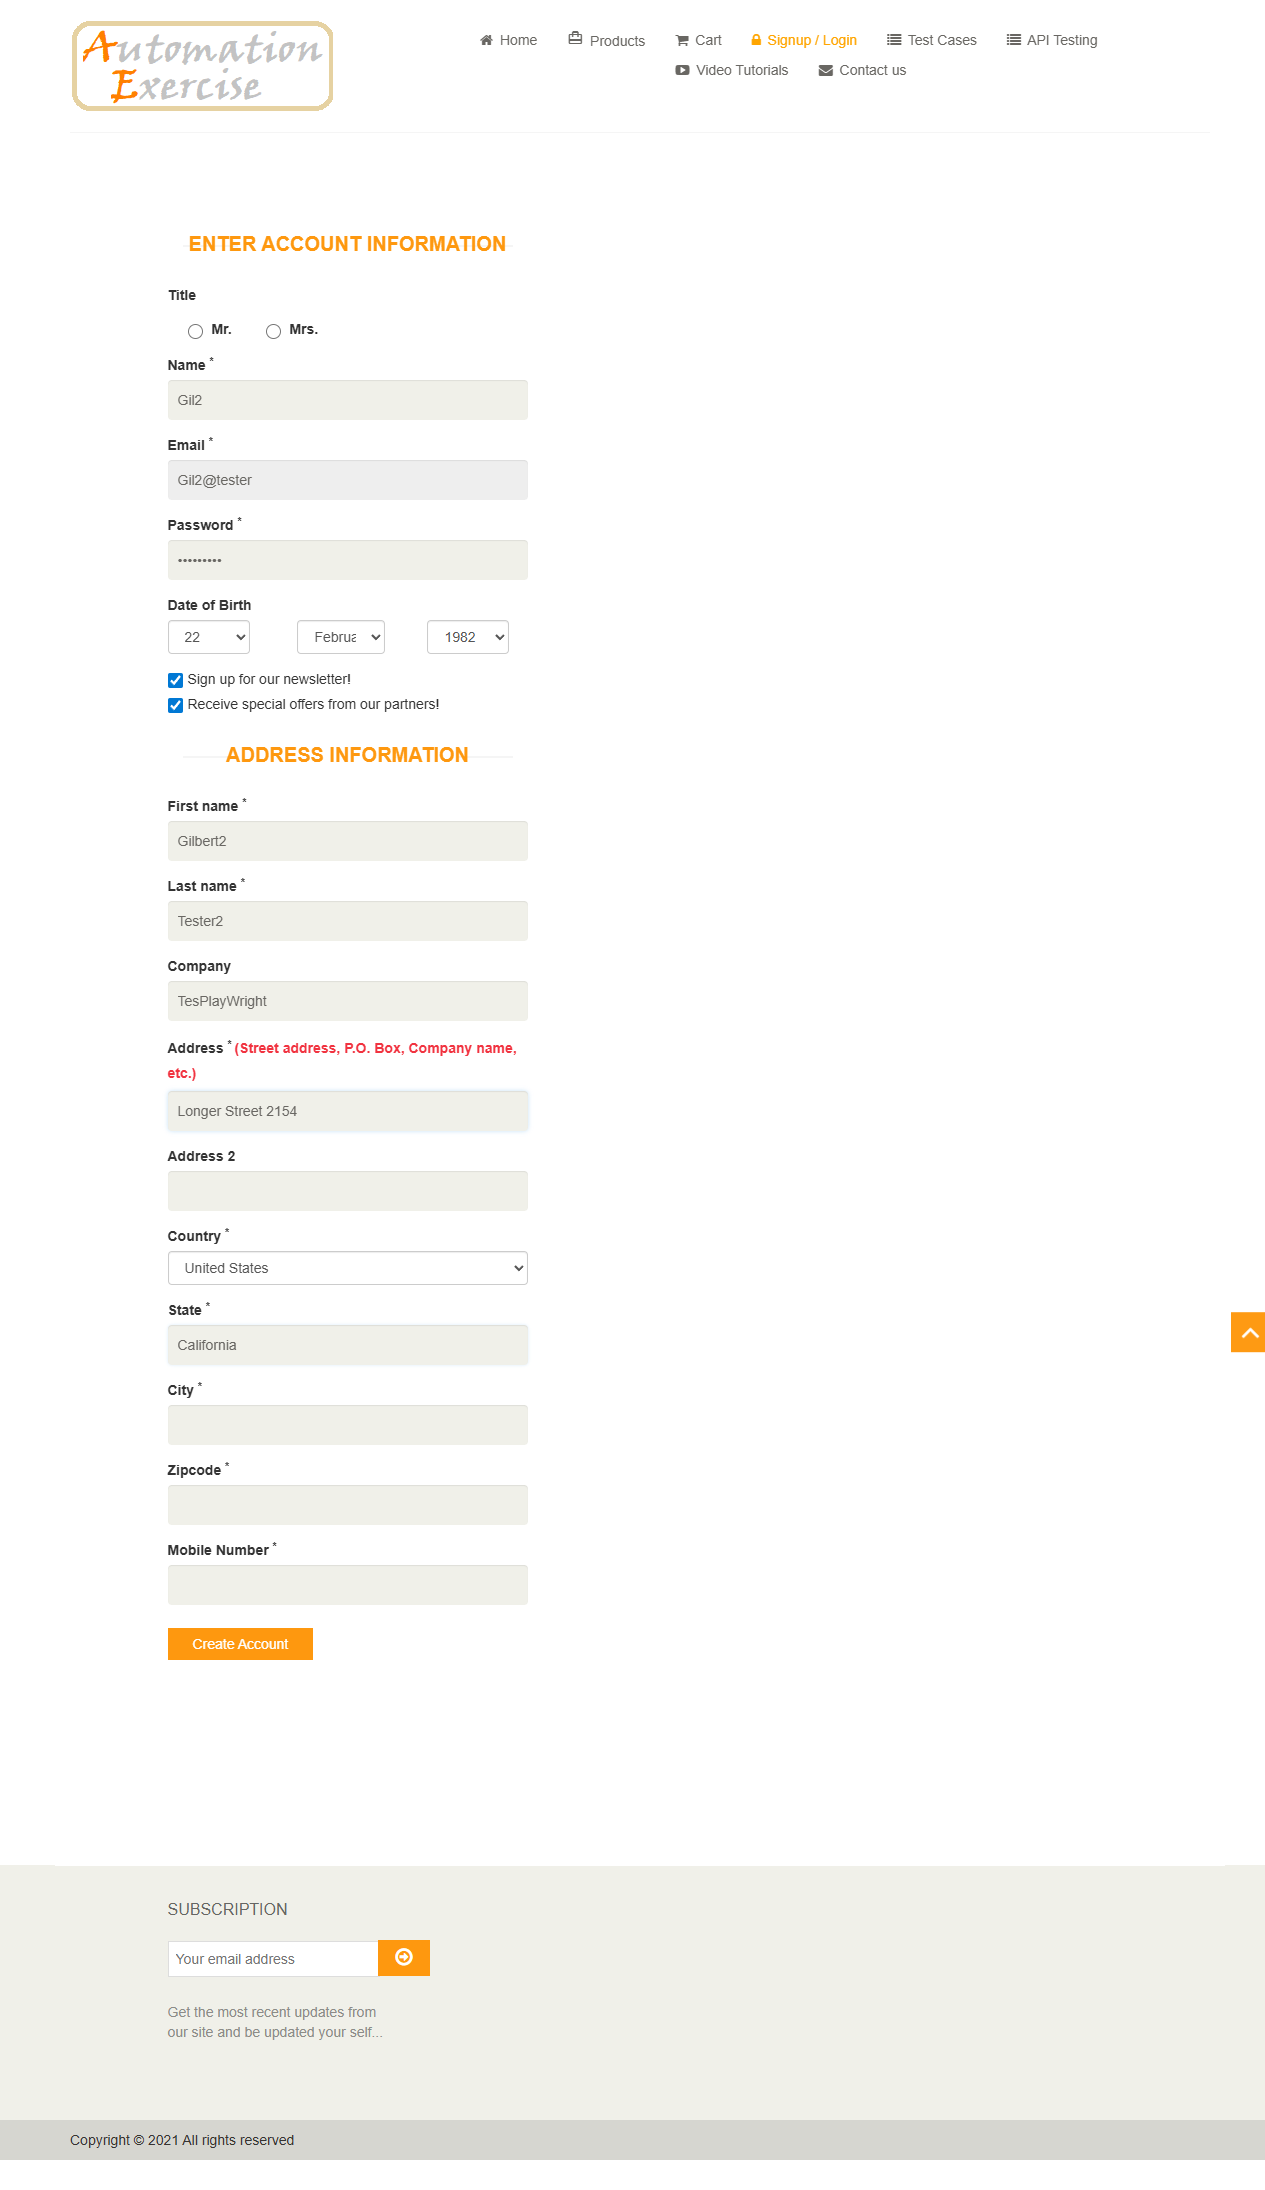 Automation
Exercise
Home
Products
Cart
Signup / Login
Test Cases
API Testing
Video Tutorials
Contact us
ENTER ACCOUNT INFORMATION
Title
Mr. Mrs.
Name *
Gil2
Email *
Gil2@tester
Password *
•••••••••
Date of Birth
22 Februa 1982
Sign up for our newsletter!
Receive special offers from our partners!
ADDRESS INFORMATION
First name *
Gilbert2
Last name *
Tester2
Company
TesPlayWright
Address * (Street address, P.O. Box, Company name,
etc.)
Longer Street 2154
Address 2
Country *
United States
State *
California
City *
Zipcode *
Mobile Number *
Create Account
SUBSCRIPTION
Your email address
Get the most recent updates from
our site and be updated your self...
Copyright © 2021 All rights reserved